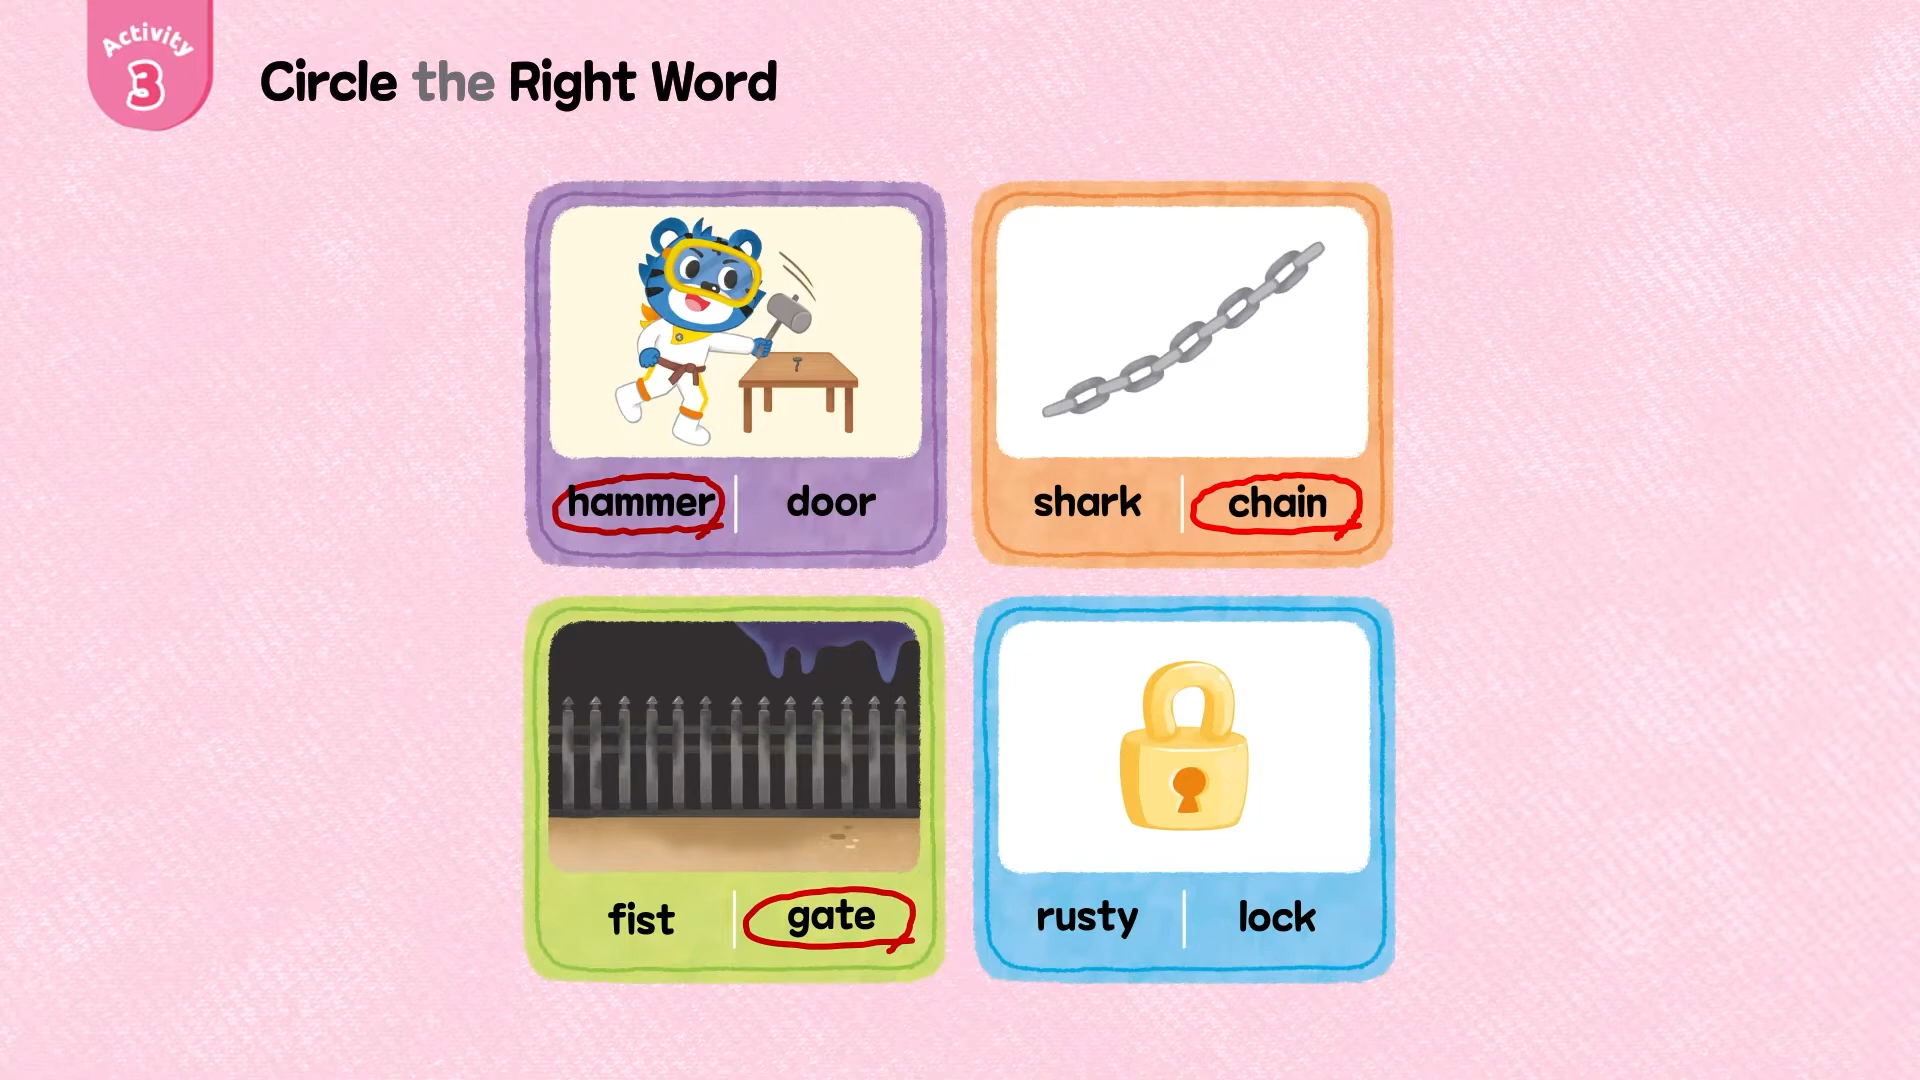 Activity
3
Circle the Right Word
hammer door
shark chain
fist gate
rusty lock